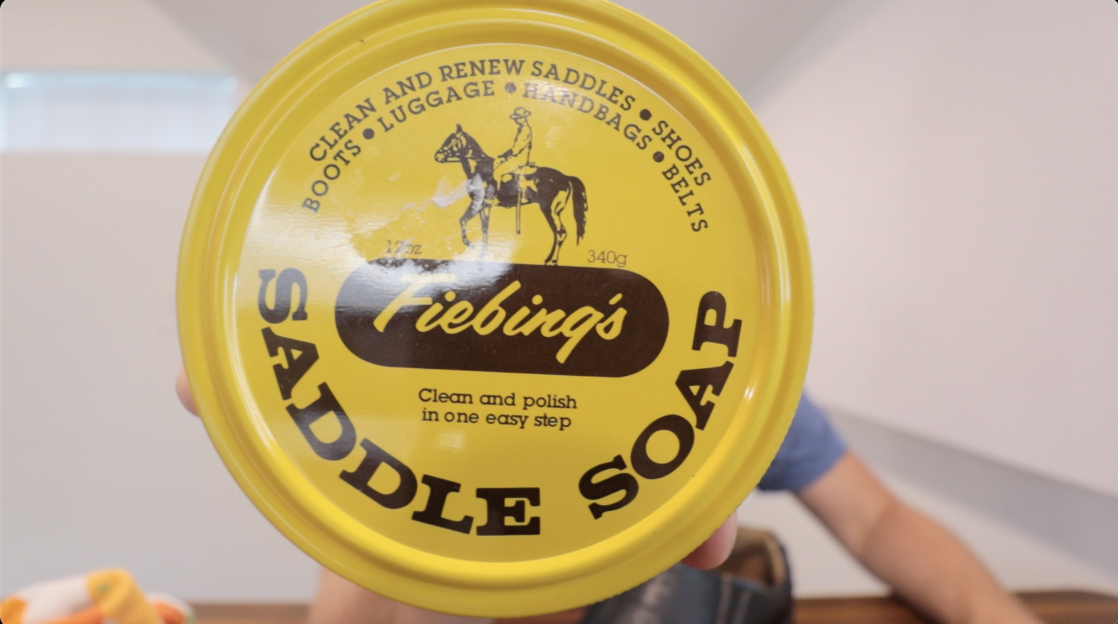 CLEAN AND RENEW SADDLES • SHOES
BOOTS • LUGGAGE • HANDBAGS • BELTS
12oz
340g
Fiebing's
Clean and polish
in one easy step
SADDLE SOAP